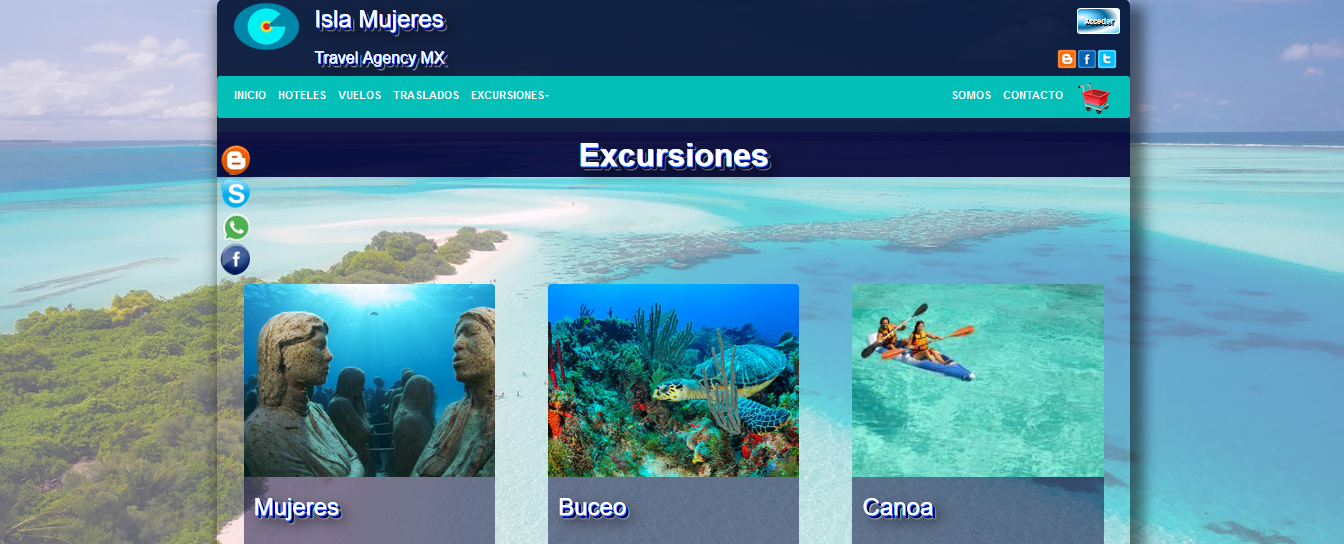 Isla Mujeres
Acceder
Travel Agency MX
INICIO HOTELES VUELOS TRASLADOS EXCURSIONES SOMOS CONTACTO
Excursiones
Mujeres Buceo Canoa